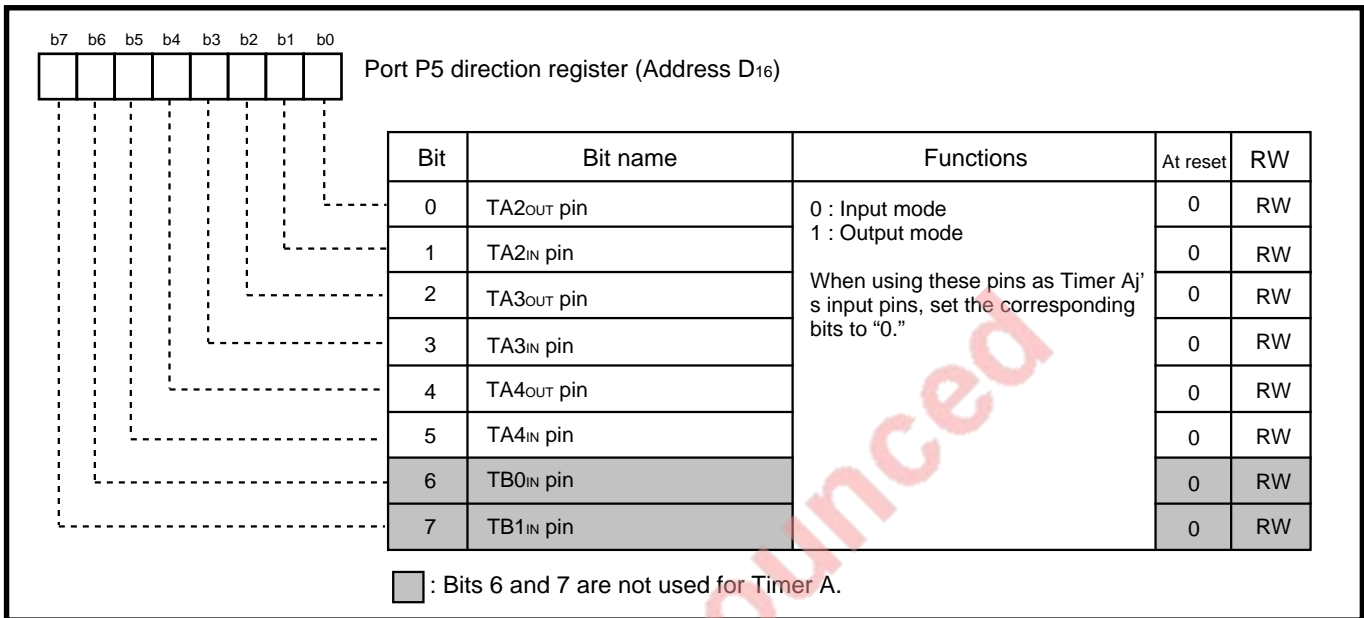 b7 b6 b5 b4 b3 b2 b1 b0
Port P5 direction register (Address D16)
Bit Bit name Functions At reset RW
0 TA2OUT pin 0 : Input mode 0 RW
1 : Output mode
1 TA2IN pin 0 RW
When using these pins as Timer Aj'
2 TA3OUT pin s input pins, set the corresponding 0 RW
bits to “0.”
3 TA3IN pin 0 RW
4 TA4OUT pin 0 RW
5 TA4IN pin 0 RW
6 TB0IN pin 0 RW
7 TB1IN pin 0 RW
: Bits 6 and 7 are not used for Timer A.
ounced